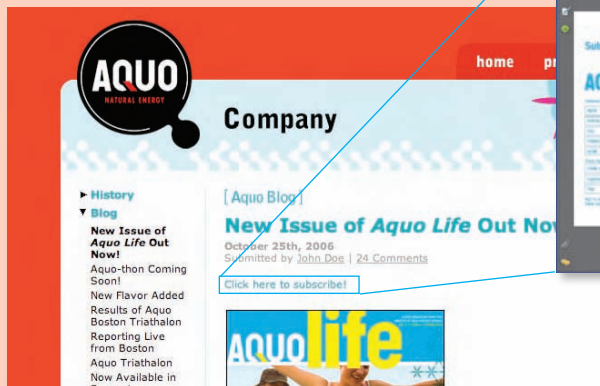 AQUO
NATURAL ENERGY
home
Company
History
Blog
New Issue of
Aquo Life Out
Now!
Aquo-thon Coming
Soon!
New Flavor Added
Results of Aquo
Boston Triathalon
Reporting Live
from Boston
Aquo Triathalon
Now Available in
[ Aquo Blog ]
New Issue of Aquo Life Out Now
October 25th, 2006
Submitted by John Doe | 24 Comments
Click here to subscribe!
AQUO life